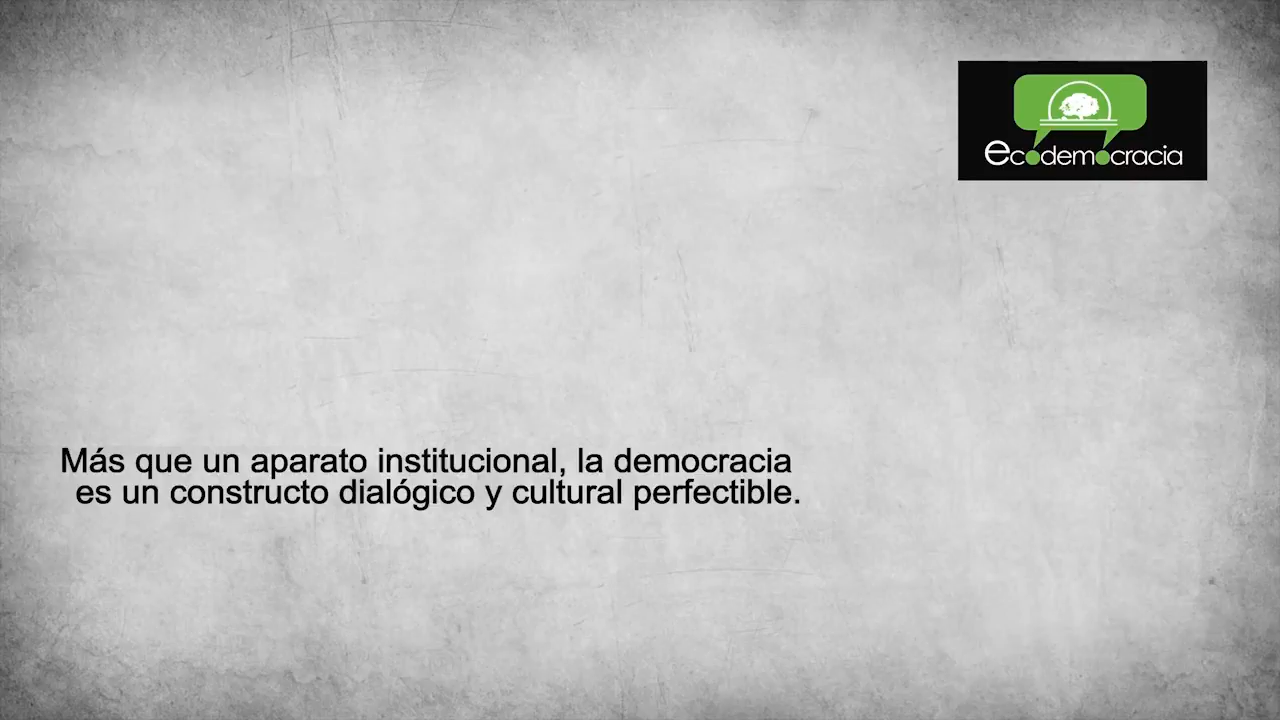 ecodemocracia
Más que un aparato institucional, la democracia
es un constructo dialógico y cultural perfectible.